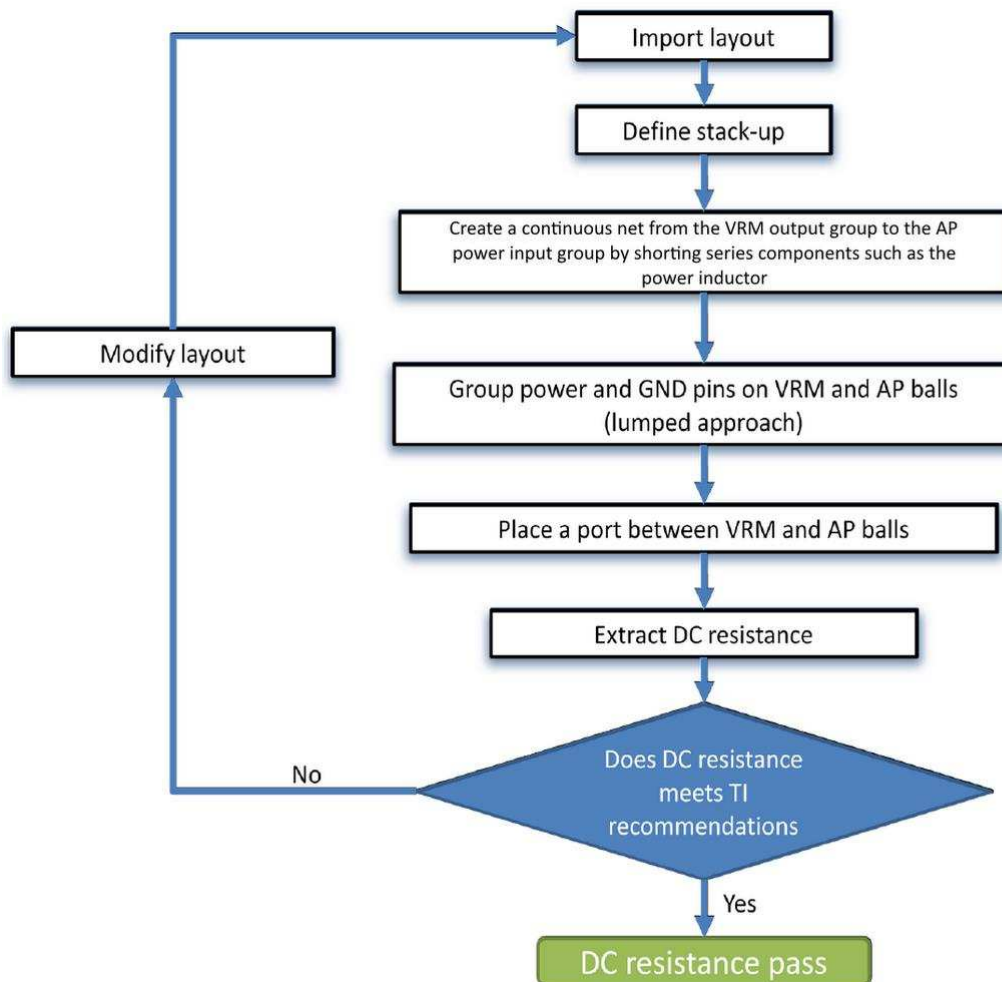 Import layout
Define stack-up
Create a continuous net from the VRM output group to the AP
power input group by shorting series components such as the
power inductor
Modify layout
Group power and GND pins on VRM and AP balls
(lumped approach)
Place a port between VRM and AP balls
Extract DC resistance
Does DC resistance
meets TI
recommendations
No
Yes
DC resistance pass